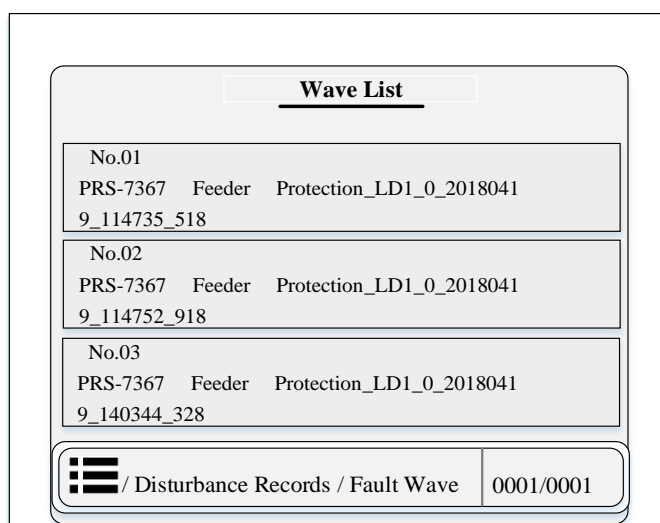 Wave List
No.01
PRS-7367 Feeder Protection_LD1_0_2018041
9_114735_518
No.02
PRS-7367 Feeder Protection_LD1_0_2018041
9_114752_918
No.03
PRS-7367 Feeder Protection_LD1_0_2018041
9_140344_328
/ Disturbance Records / Fault Wave 0001/0001